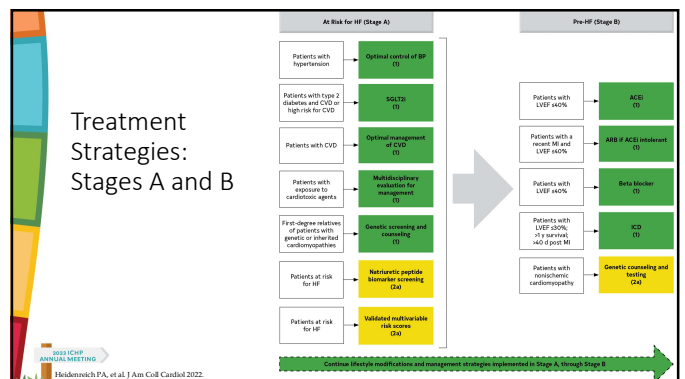 Treatment
Strategies:
Stages A and B
At Risk for HF (Stage A)
Patients with
hypertension
Optimal control of BP
(1)
Patients with type 2
diabetes and CVD or
high risk for CVD
SGLT2i
(1)
Patients with CVD
Optimal management
of CVD
(1)
Patients with
exposure to
cardiotoxic agents
Multidisciplinary
evaluation for
management
(1)
First-degree relatives
of patients with
genetic or inherited
cardiomyopathies
Genetic screening and
counseling
(1)
Patients at risk
for HF
Natriuretic peptide
biomarker screening
(2a)
Patients at risk
for HF
Validated multivariable
risk scores
(2a)
Pre-HF (Stage B)
Patients with
LVEF ≤40%
ACEi
(1)
Patients with a
recent MI and
LVEF ≤40%
ARB if ACEi intolerant
(1)
Patients with
LVEF ≤40%
Beta blocker
(1)
Patients with
LVEF ≤30%;
>1 y survival;
>40 d post MI
ICD
(1)
Patients with
nonischemic
cardiomyopathy
Genetic counseling and
testing
(2a)
Continue lifestyle modifications and management strategies implemented in Stage A, through Stage B
2023 ICHP
ANNUAL MEETING
Heidenreich PA, et al. J Am Coll Cardiol 2022.